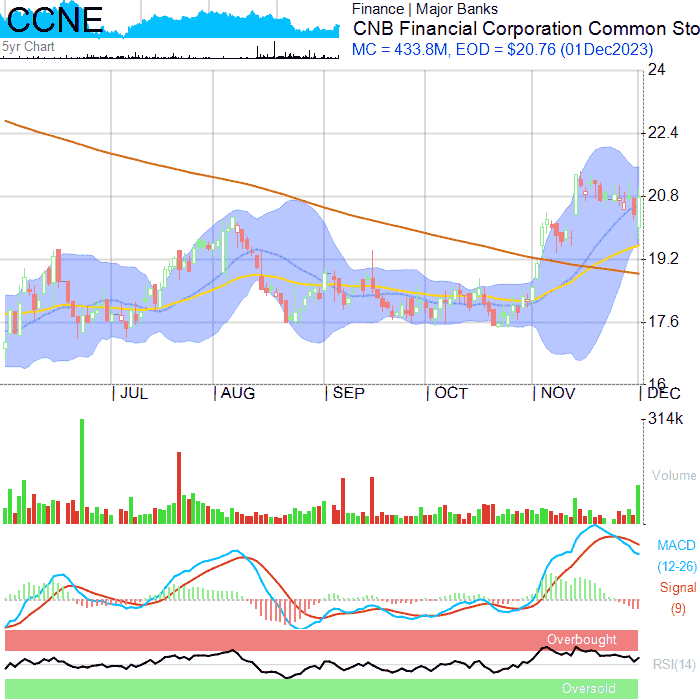 CCNE
5yr Chart
Finance | Major Banks
CNB Financial Corporation Common Sto
MC = 433.8M, EOD = $20.76 (01Dec2023)
24
22.4
20.8
19.2
17.6
16
JUL
AUG
SEP
OCT
NOV
DEC
314k
Volume
MACD
(12-26)
Signal
(9)
Overbought
RSI(14)
Oversold